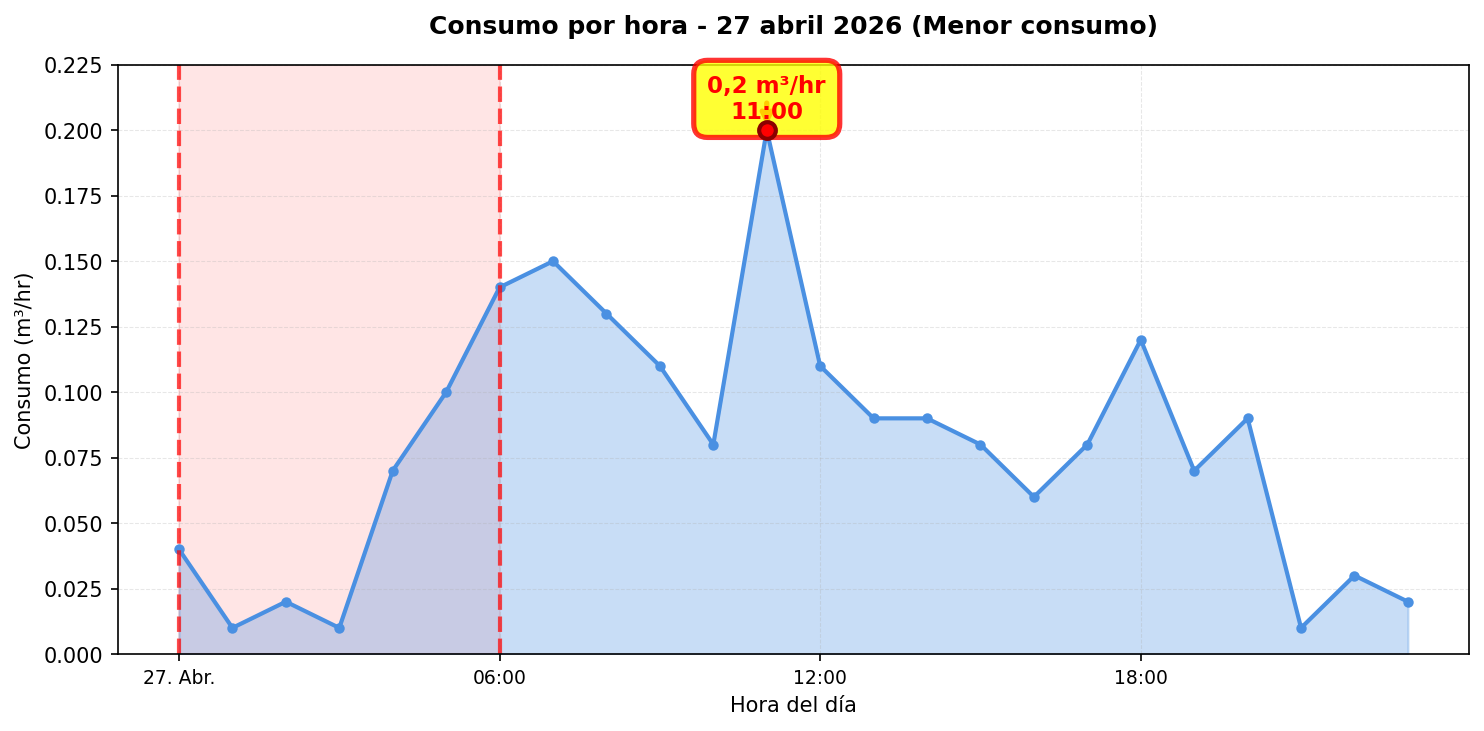 Consumo por hora - 27 abril 2026 (Menor consumo)
0,2 m³/hr
11:00
Consumo (m³/hr)
0.225
0.200
0.175
0.150
0.125
0.100
0.075
0.050
0.025
0.000
27. Abr.
06:00
12:00
18:00
Hora del día